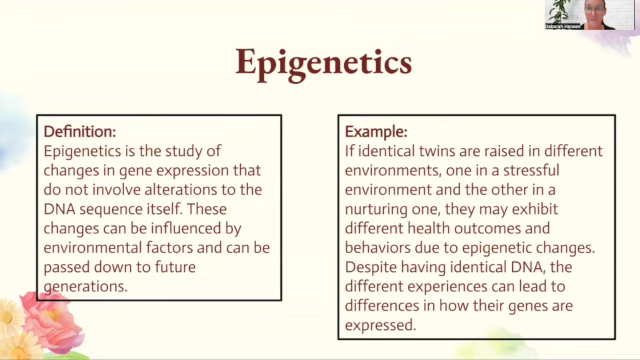 Deborah Hansen
Epigenetics
Definition:
Epigenetics is the study of
changes in gene expression that
do not involve alterations to the
DNA sequence itself. These
changes can be influenced by
environmental factors and can be
passed down to future
generations.
Example:
If identical twins are raised in different
environments, one in a stressful
environment and the other in a
nurturing one, they may exhibit
different health outcomes and
behaviors due to epigenetic changes.
Despite having identical DNA, the
different experiences can lead to
differences in how their genes are
expressed.